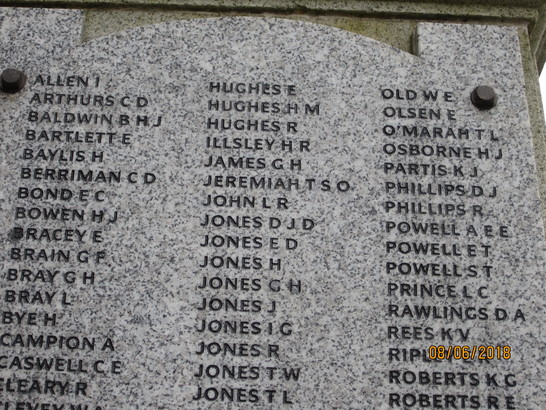 ALLEN I
ARTHURS C D
BALDWIN B H J
BARTLETT E
BAYLIS H
BERRIMAN C D
BOND E C
BOWEN H J
BRACEY E
BRAIN G F
BRAY G H
BRAY L
BYE H
CAMPION A
CASWELL C E
CLEARY R
HUGHES E
HUGHES H M
HUGHES R
ILLSLEY H R
JAMES G H
JEREMIAH T S O
JOHN L R
JONES D J D
JONES E D
JONES H
JONES G H
JONES J
JONES I G
JONES R
JONES T W
JONES T L
OLD W E
OLSEN E
O'MARAH T L
OSBORNE H J
PARTIS K J
PHILLIPS D J
PHILLIPS R
POWELL A E E
POWELL E T
POWELL S T
PRINCE L C
RAWLINGS D A
REES K V
08/06/2018
ROBERTS K G
ROBERTS R E